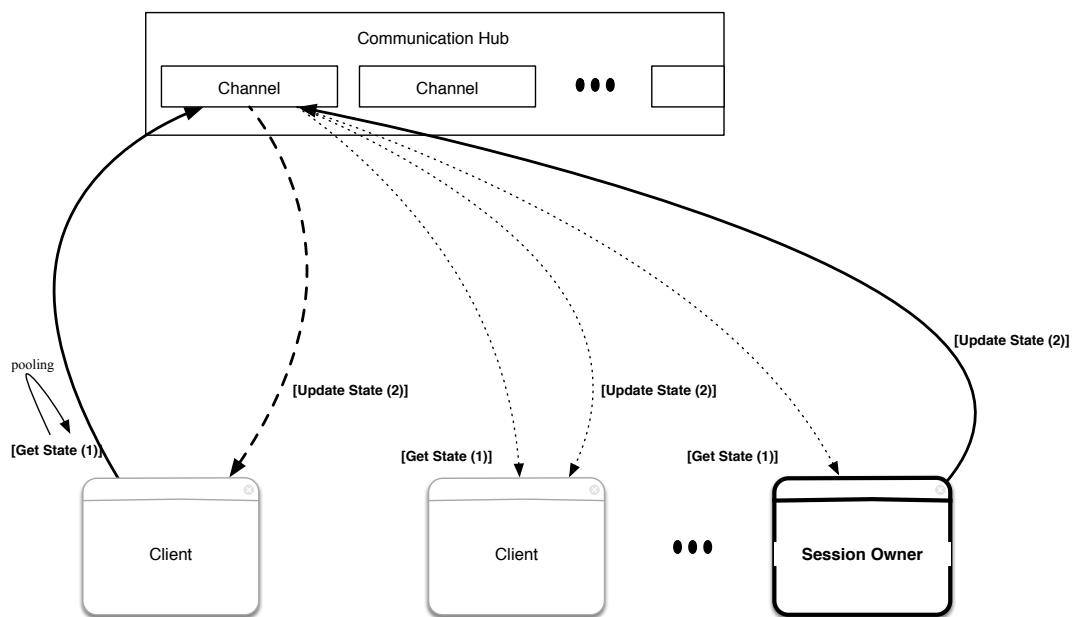 Communication Hub
Channel
Channel
[Update State (2)]
pooling
[Update State (2)]
[Update State (2)]
[Get State (1)]
[Get State (1)]
[Get State (1)]
Client
Client
Session Owner